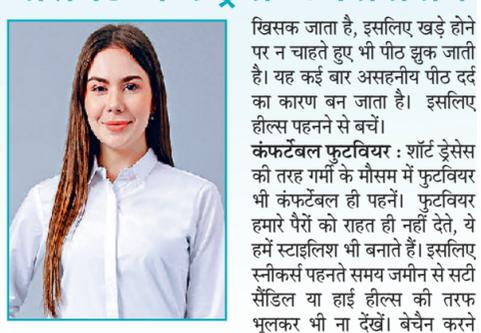 खिसक जाता है, इसलिए खड़े होने
पर न चाहते हुए भी पीठ झुक जाती
है। यह कई बार असहनीय पीठ दर्द
का कारण बन जाता है। इसलिए
हील्स पहनने से बचें।
कंफर्टेबल फुटवियर : शॉर्ट ड्रेसेस
की तरह गर्मी के मौसम में फुटवियर
भी कंफर्टेबल ही पहनें। फुटवियर
हमारे पैरों को राहत ही नहीं देते, ये
हमें स्टाइलिश भी बनाते हैं। इसलिए
स्नीकर्स पहनते समय जमीन से सटी
सैंडिल या हाई हील्स की तरफ
भूलकर भी ना देंखें। बेचैन करने